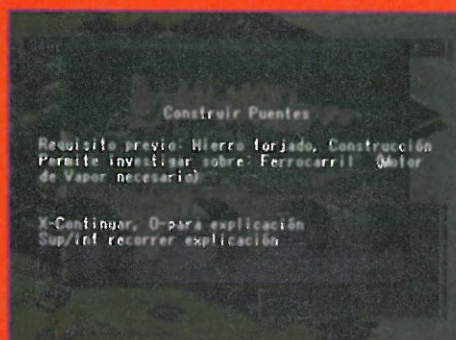 Construir Puentes
Requisito previo: Hierro forjado, Construcción
Permite investigar sobre: Ferrocarril (Motor
de Vapor necesario)
X-Continuar, O-para explicación
Sup/inf recorrer explicación